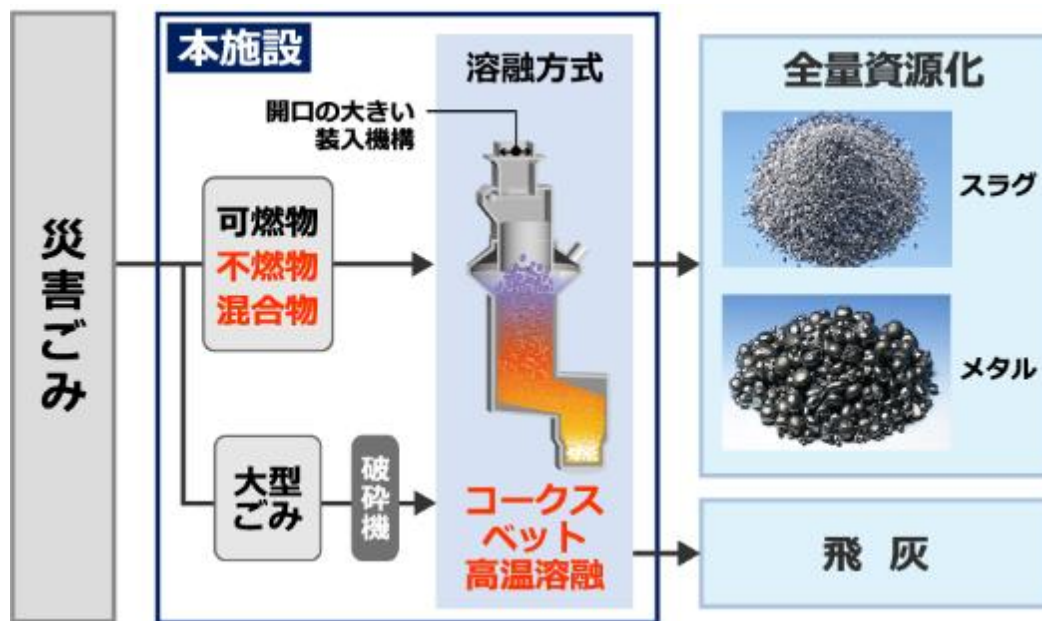 災害ごみ
本施設
溶融方式
開口の大きい
装入機構
可燃物
不燃物
混合物
大型
ごみ
破砕機
コークス
ベット
高温溶融
全量資源化
スラグ
メタル
飛灰